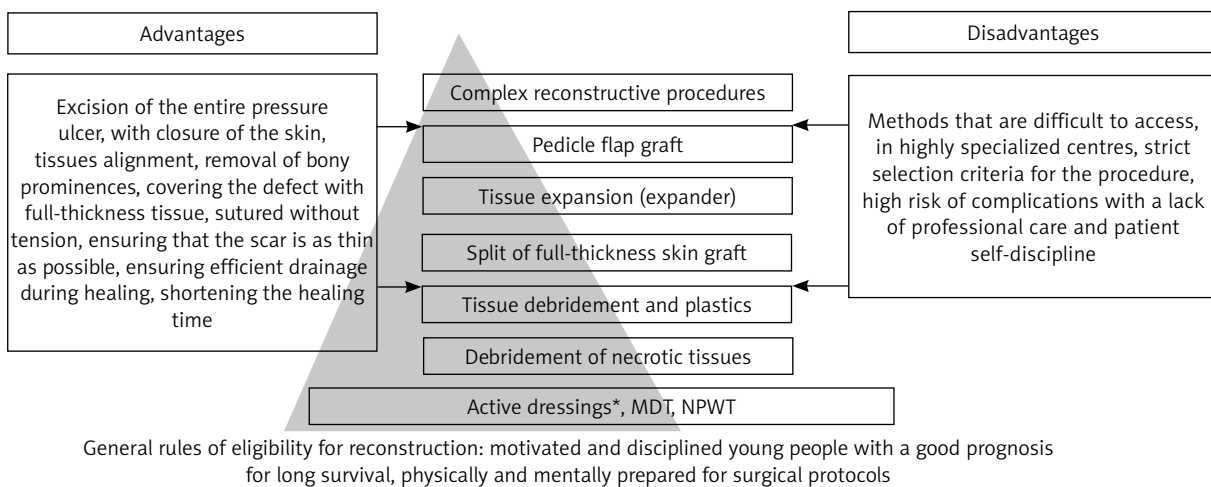 Advantages
Excision of the entire pressure
ulcer, with closure of the skin,
tissues alignment, removal of bony
prominences, covering the defect with
full-thickness tissue, sutured without
tension, ensuring that the scar is as thin
as possible, ensuring efficient drainage
during healing, shortening the healing
time
Complex reconstructive procedures
Pedicle flap graft
Tissue expansion (expander)
Split of full-thickness skin graft
Tissue debridement and plastics
Debridement of necrotic tissues
Active dressings*, MDT, NPWT
Disadvantages
Methods that are difficult to access,
in highly specialized centres, strict
selection criteria for the procedure,
high risk of complications with a lack
of professional care and patient
self-discipline
General rules of eligibility for reconstruction: motivated and disciplined young people with a good prognosis
for long survival, physically and mentally prepared for surgical protocols